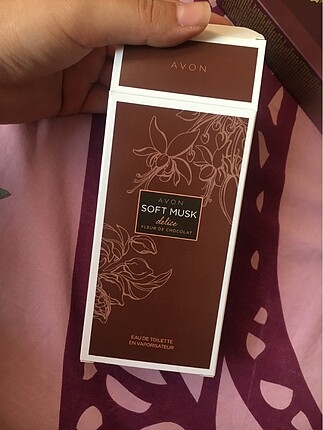 AVON
AVON
SOFT MUSK
delice
FLEUR DE CHOCOLAT
EAU DE TOILETTE
EN VAPORISATEUR